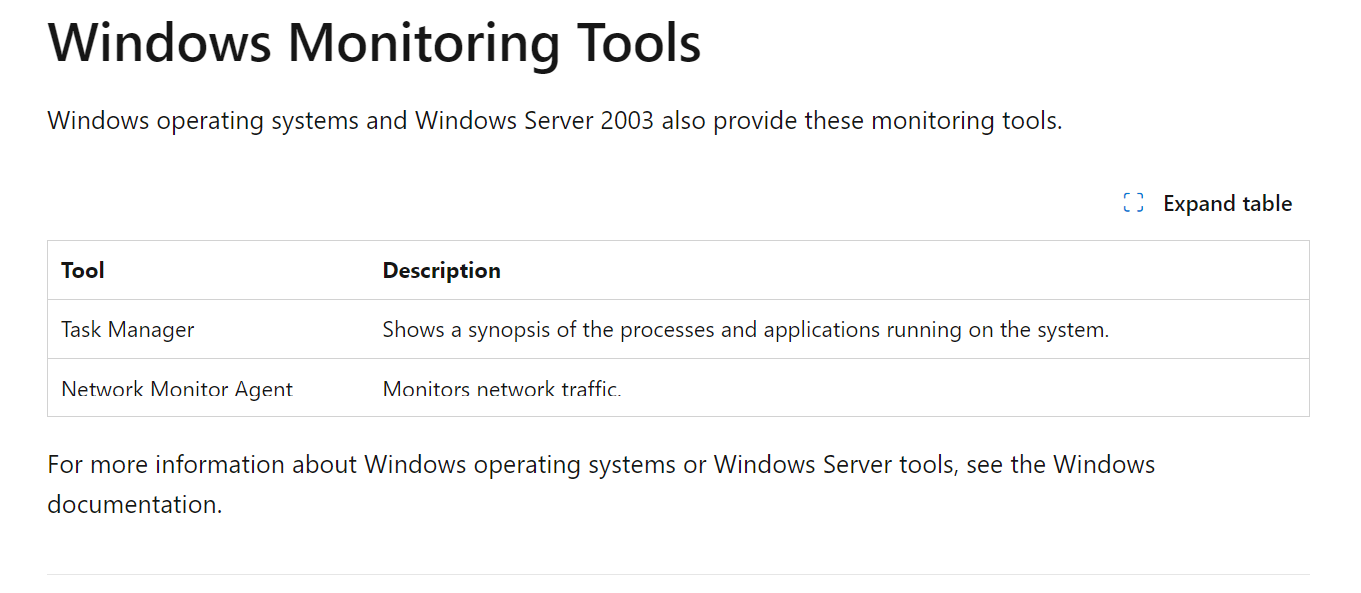 Windows Monitoring Tools
Windows operating systems and Windows Server 2003 also provide these monitoring tools.
Expand table
Tool Description
Task Manager Shows a synopsis of the processes and applications running on the system.
Network Monitor Agent Monitors network traffic.
For more information about Windows operating systems or Windows Server tools, see the Windows
documentation.